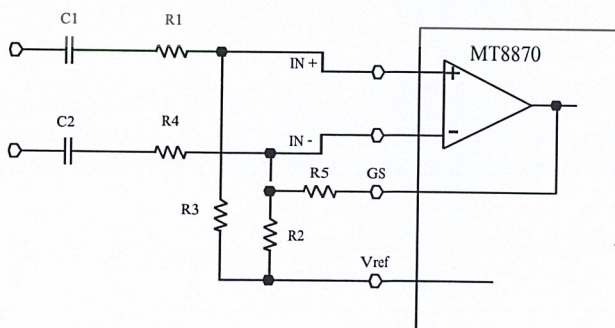 C1
R1
MT8870
IN +
+
C2
R4
IN -
-
R5
GS
R3
R2
Vref